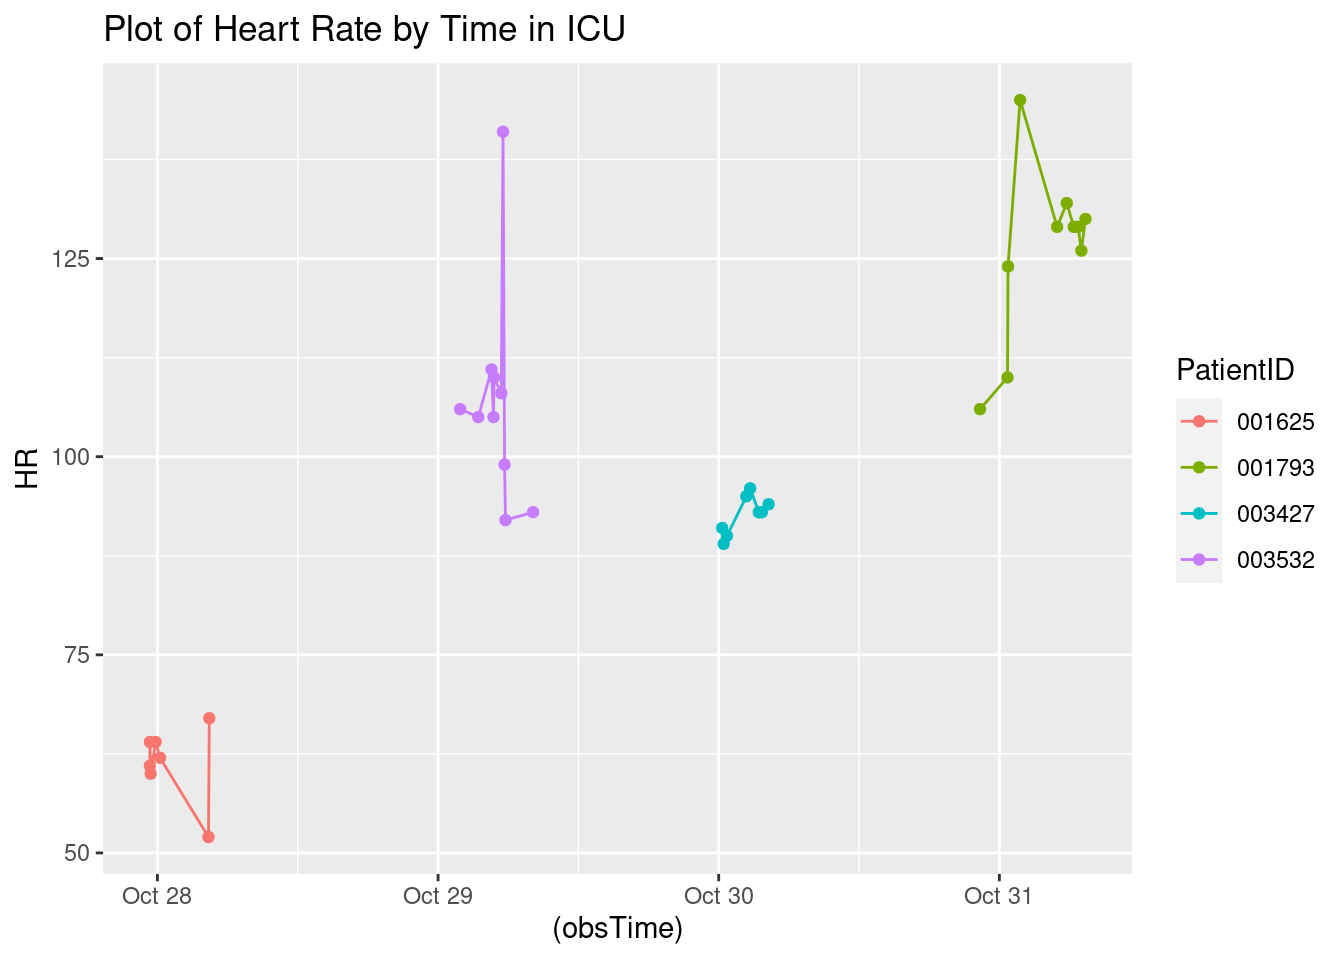 Plot of Heart Rate by Time in ICU
HR
125
100
75
50
Oct 28
Oct 29
Oct 30
Oct 31
(obsTime)
PatientID
001625
001793
003427
003532